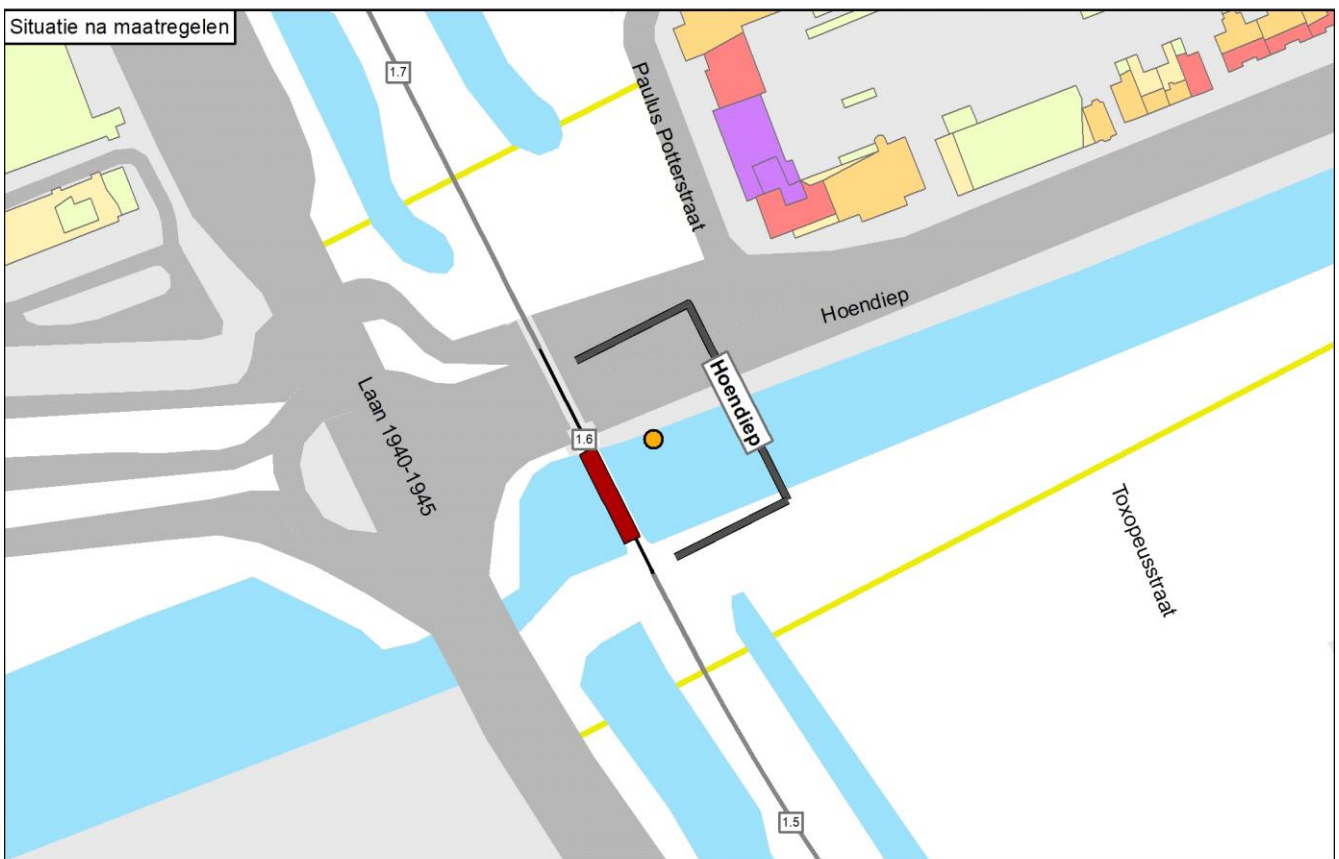 Situatie na maatregelen
1.7
Paulus Potterstraat
Hoendiep
Hoendiep
Laan 1940-1945
1.6
Toxopeusstraat
1.5